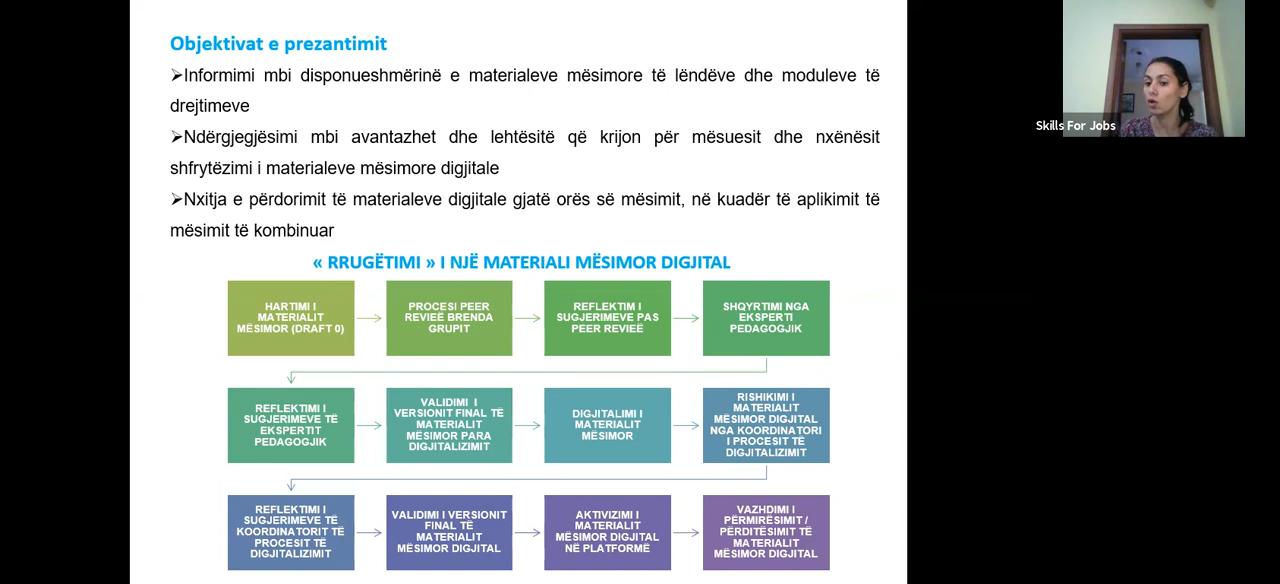 Objektivat e prezantimit
➢Informimi mbi disponueshmërinë e materialeve mësimore të lëndëve dhe moduleve të
drejtimeve
➢Ndërgjegjësimi mbi avantazhet dhe lehtësitë që krijon për mësuesit dhe nxënësit
shfrytëzimi i materialeve mësimore digjitale
➢Nxitja e përdorimit të materialeve digjitale gjatë orës së mësimit, në kuadër të aplikimit të
mësimit të kombinuar
« RRUGËTIMI » I NJË MATERIALI MËSIMOR DIGJITAL
HARTIMI I
MATERIALIT
MËSIMOR (DRAFT 0)
PROCESI PEER
REVIEË BRENDA
GRUPIT
REFLEKTIM I
SUGJERIMEVE PAS
PEER REVIEË
SHQYRTIMI NGA
EKSPERTI
PEDAGOGJIK
REFLEKTIMI I
SUGJERIMEVE TË
EKSPERTIT
PEDAGOGJIK
VALIDIMI I
VERSIONIT FINAL TË
MATERIALIT
MËSIMOR PARA
DIGJITALIZIMIT
DIGJITALIMI I
MATERIALIT
MËSIMOR
RISHIKIMI I
MATERIALIT
MËSIMOR DIGJITAL
NGA KOORDINATORI
I PROCESIT TË
DIGJITALIZIMIT
REFLEKTIMI I
SUGJERIMEVE TË
KOORDINATORIT TË
PROCESIT TË
DIGJITALIZIMIT
VALIDIMI I VERSIONIT
FINAL TË
MATERIALIT
MËSIMOR DIGJITAL
AKTIVIZIMI I
MATERIALIT
MËSIMOR DIGJITAL
NË PLATFORMË
VAZHDIMI I
PËRMIRËSIMIT /
PËRDITËSIMIT TË
MATERIALIT
MËSIMOR DIGJITAL
Skills For Jobs